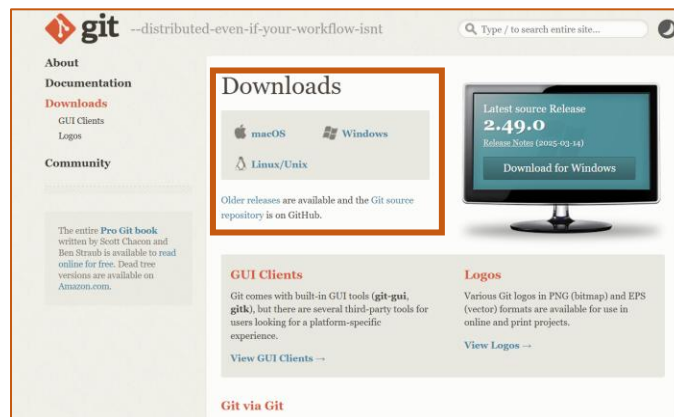 git --distributed-even-if-your-workflow-isnt
Type / to search entire site...
About
Documentation
Downloads
GUI Clients
Logos
Community
The entire Pro Git book
written by Scott Chacon and
Ben Straub is available to read
online for free. Dead tree
versions are available on
Amazon.com.
Downloads
macOS Windows
Linux/Unix
Older releases are available and the Git source
repository is on GitHub.
Latest source Release
2.49.0
Release Notes (2025-03-14)
Download for Windows
GUI Clients
Git comes with built-in GUI tools (git-gui,
gitk), but there are several third-party tools for
users looking for a platform-specific
experience.
View GUI Clients →
Logos
Various Git logos in PNG (bitmap) and EPS
(vector) formats are available for use in
online and print projects.
View Logos →
Git via Git